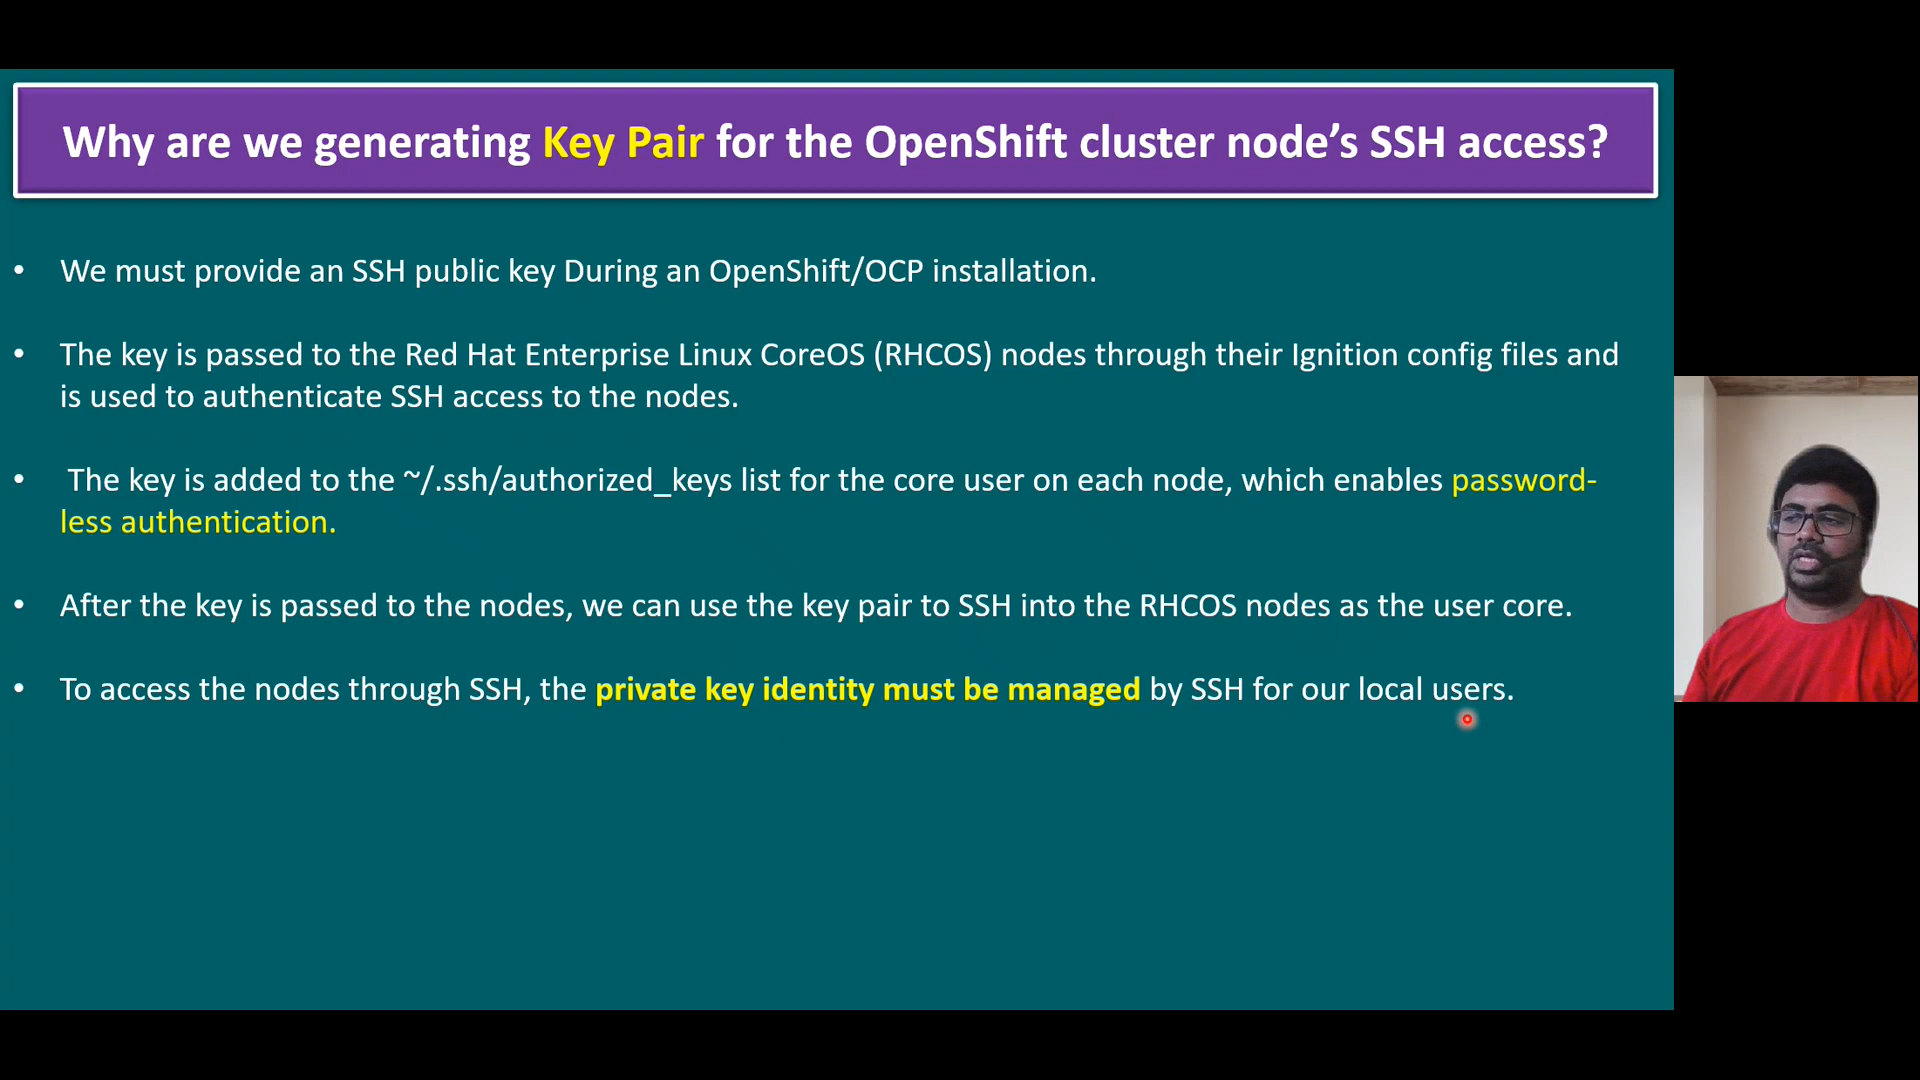 Why are we generating Key Pair for the OpenShift cluster node’s SSH access?
• We must provide an SSH public key During an OpenShift/OCP installation.
• The key is passed to the Red Hat Enterprise Linux CoreOS (RHCOS) nodes through their Ignition config files and
is used to authenticate SSH access to the nodes.
• The key is added to the ~/.ssh/authorized_keys list for the core user on each node, which enables password-
less authentication.
• After the key is passed to the nodes, we can use the key pair to SSH into the RHCOS nodes as the user core.
• To access the nodes through SSH, the private key identity must be managed by SSH for our local users.